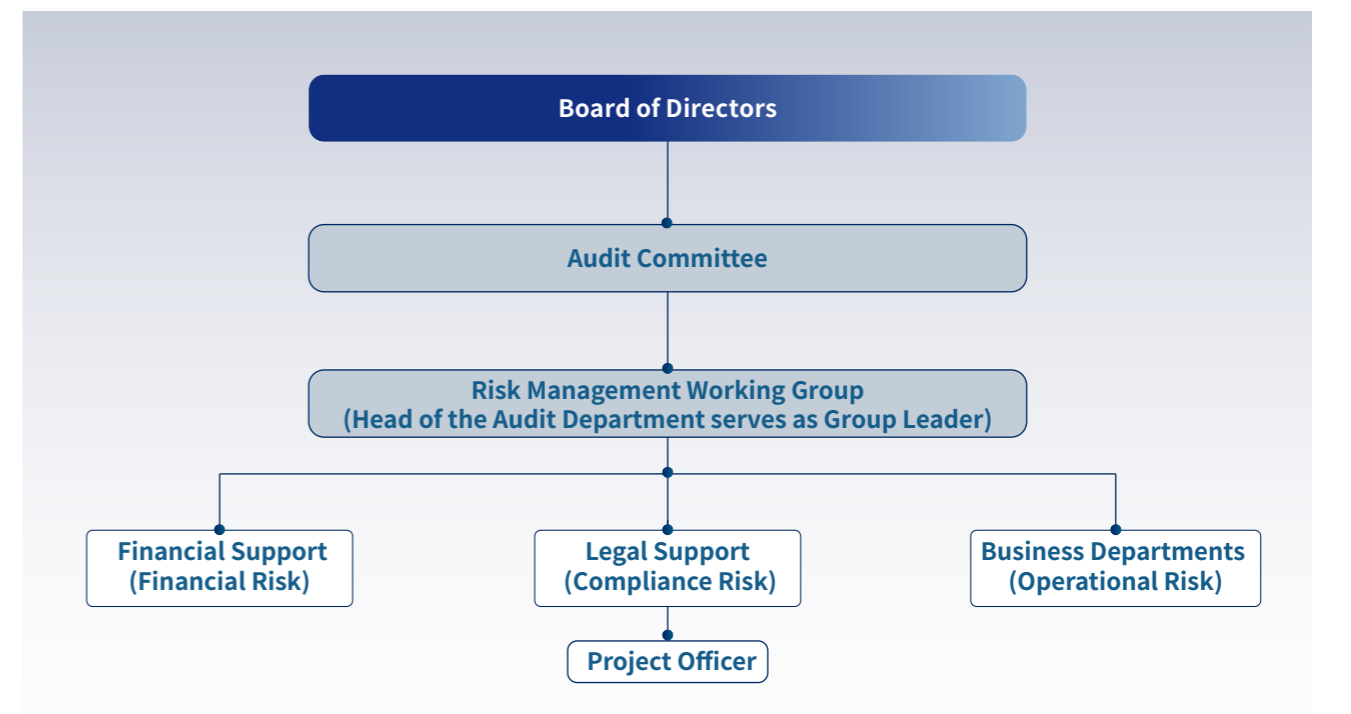 Board of Directors
Audit Committee
Risk Management Working Group
(Head of the Audit Department serves as Group Leader)
Financial Support
(Financial Risk)
Legal Support
(Compliance Risk)
Business Departments
(Operational Risk)
Project Officer